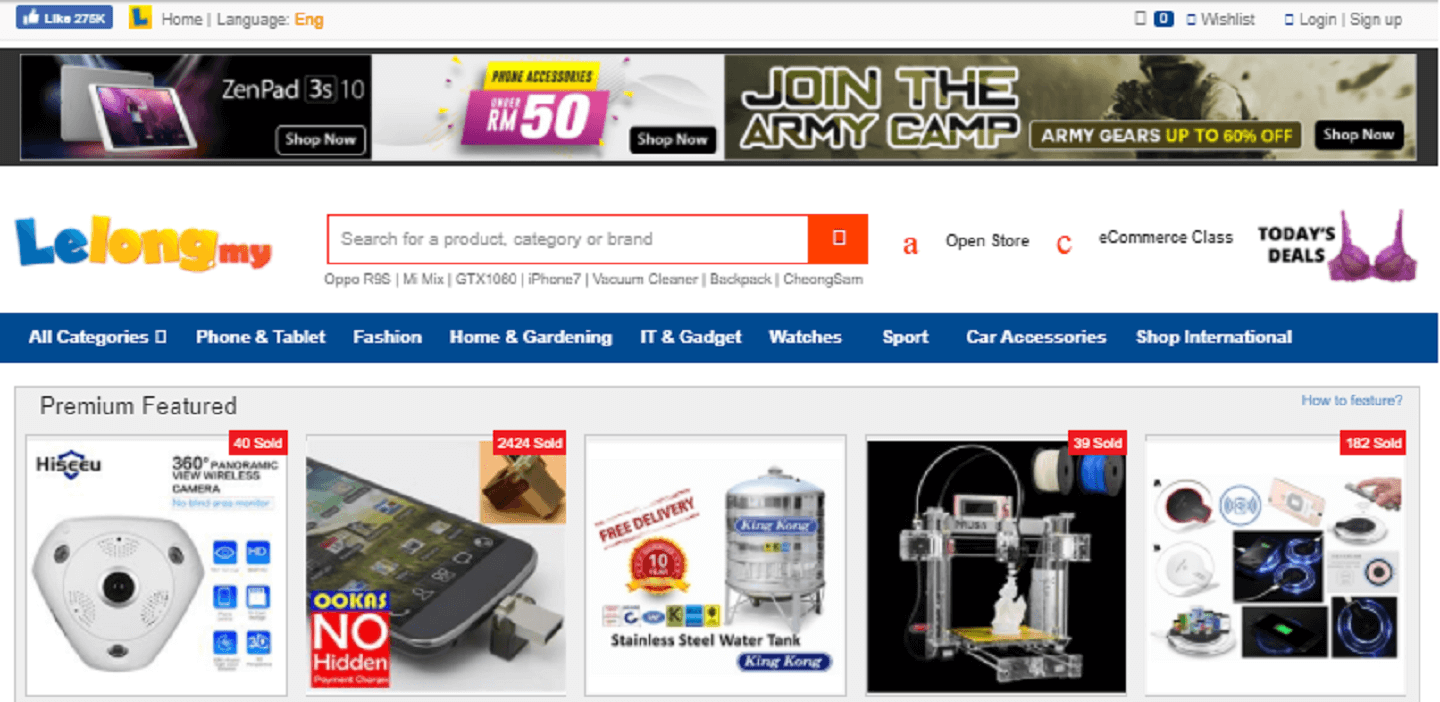 Like 275K
Home | Language: Eng
0 Wishlist Login | Sign up
ZenPad 3s 10
Shop Now
PHONE ACCESSORIES
UNDER
RM 50
Shop Now
JOIN THE
ARMY CAMP
ARMY GEARS UP TO 60% OFF
Shop Now
Lelong my
Search for a product, category or brand
Oppo R9S | Mi Mix | GTX1060 | iPhone7 | Vacuum Cleaner | Backpack | CheongSam
a Open Store
c eCommerce Class
TODAY'S
DEALS
All Categories Phone & Tablet Fashion Home & Gardening IT & Gadget Watches Sport Car Accessories Shop International
Premium Featured
How to feature?
40 Sold
Hiseeu
360° PANORAMIC
VIEW WIRELESS
CAMERA
No blind area monitor
HD
3D
2424 Sold
OOKAS
NO
Hidden
Payment Charges
FREE DELIVERY
10
YEAR
King Kong
Stainless Steel Water Tank
King Kong
39 Sold
182 Sold